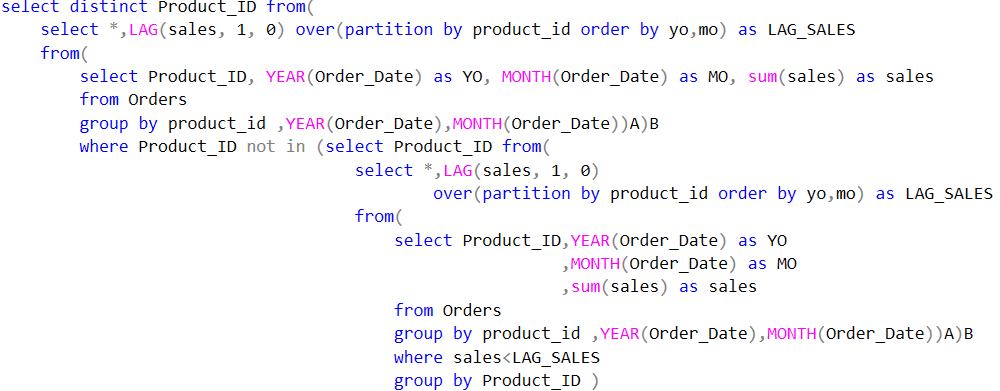 select distinct Product_ID from(
select *,LAG(sales, 1, 0) over(partition by product_id order by yo,mo) as LAG_SALES
from(
select Product_ID, YEAR(Order_Date) as YO, MONTH(Order_Date) as MO, sum(sales) as sales
from Orders
group by product_id ,YEAR(Order_Date),MONTH(Order_Date))A)B
where Product_ID not in (select Product_ID from(
select *,LAG(sales, 1, 0)
over(partition by product_id order by yo,mo) as LAG_SALES
from(
select Product_ID,YEAR(Order_Date) as YO
,MONTH(Order_Date) as MO
,sum(sales) as sales
from Orders
group by product_id ,YEAR(Order_Date),MONTH(Order_Date))A)B
where sales<LAG_SALES
group by Product_ID )